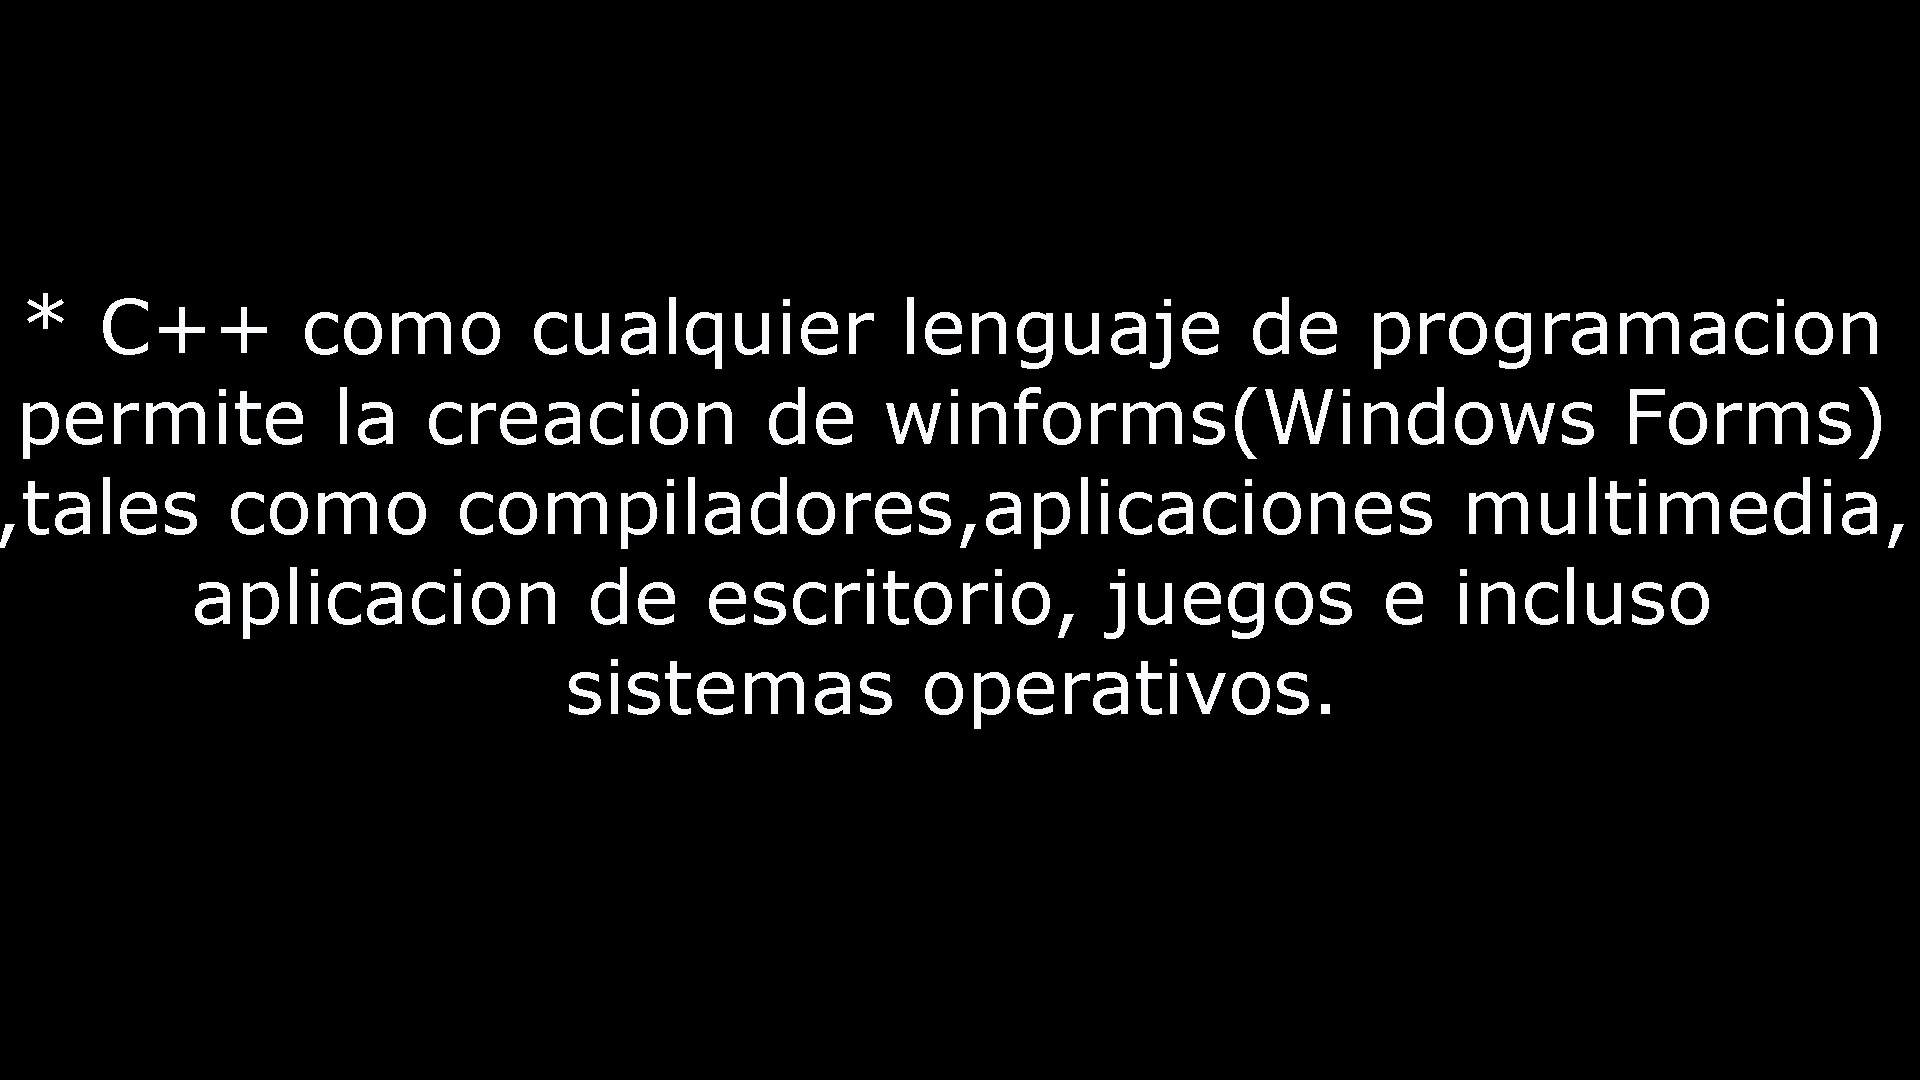 * C++ como cualquier lenguaje de programacion
permite la creacion de winforms(Windows Forms)
,tales como compiladores,aplicaciones multimedia,
aplicacion de escritorio, juegos e incluso
sistemas operativos.